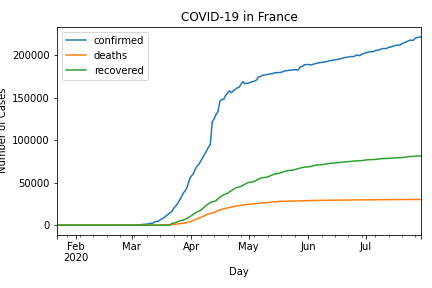 COVID-19 in France
confirmed
deaths
recovered
200000
150000
100000
50000
0
Number of Cases
Feb
2020
Mar
Apr
May
Jun
Jul
Day